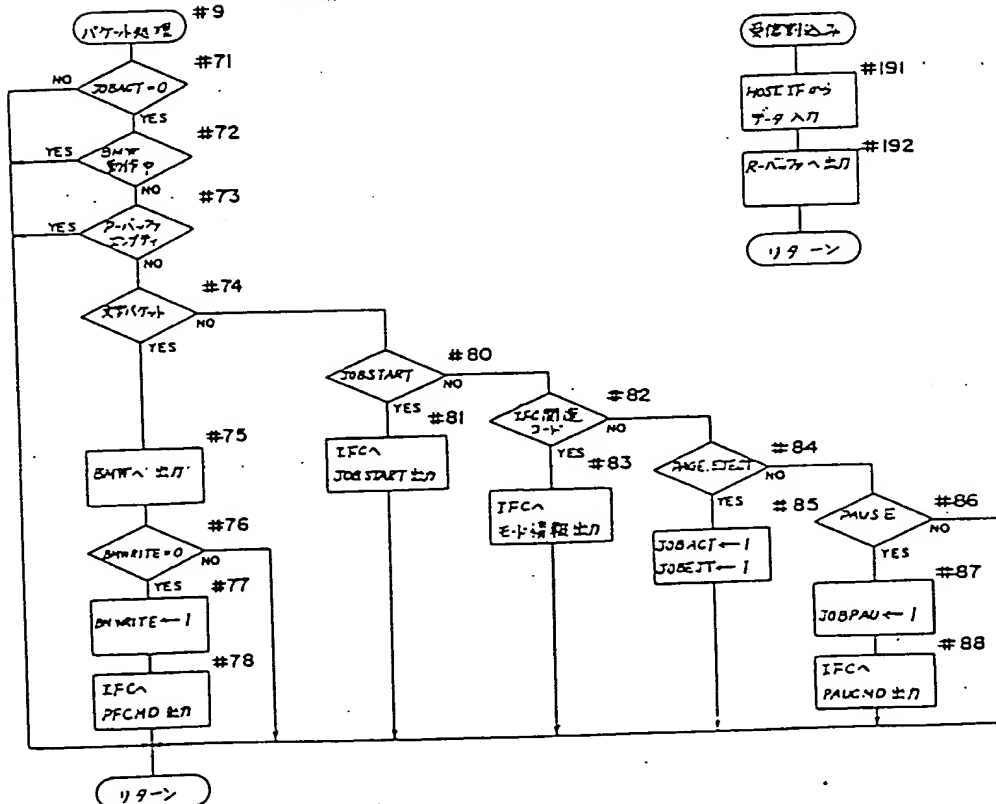 パケット処理
#9
#71
JOBACT=0
NO
YES
#72
BMW
動作中
YES
NO
#73
P-バッファ
エンプティ
YES
NO
#74
文字パケット
NO
YES
#75
BMWへ出力
#76
BMWRITE=0
NO
YES
#77
BMWRITE←1
#78
IFCへ
PFCMD出力
リターン
#80
JOBSTART
NO
YES
#81
IFCへ
JOBSTART出力
#82
IFC関連
コード
NO
YES
#83
IFCへ
モード情報出力
#84
PAGE.EJECT
NO
YES
#85
JOBACT←1
JOBEJT←1
#86
PAUSE
NO
YES
#87
JOBPAU←1
#88
IFCへ
PAUCMD出力
受信割込み
#191
HOST IFから
データ入力
#192
R-バッファへ出力
リターン